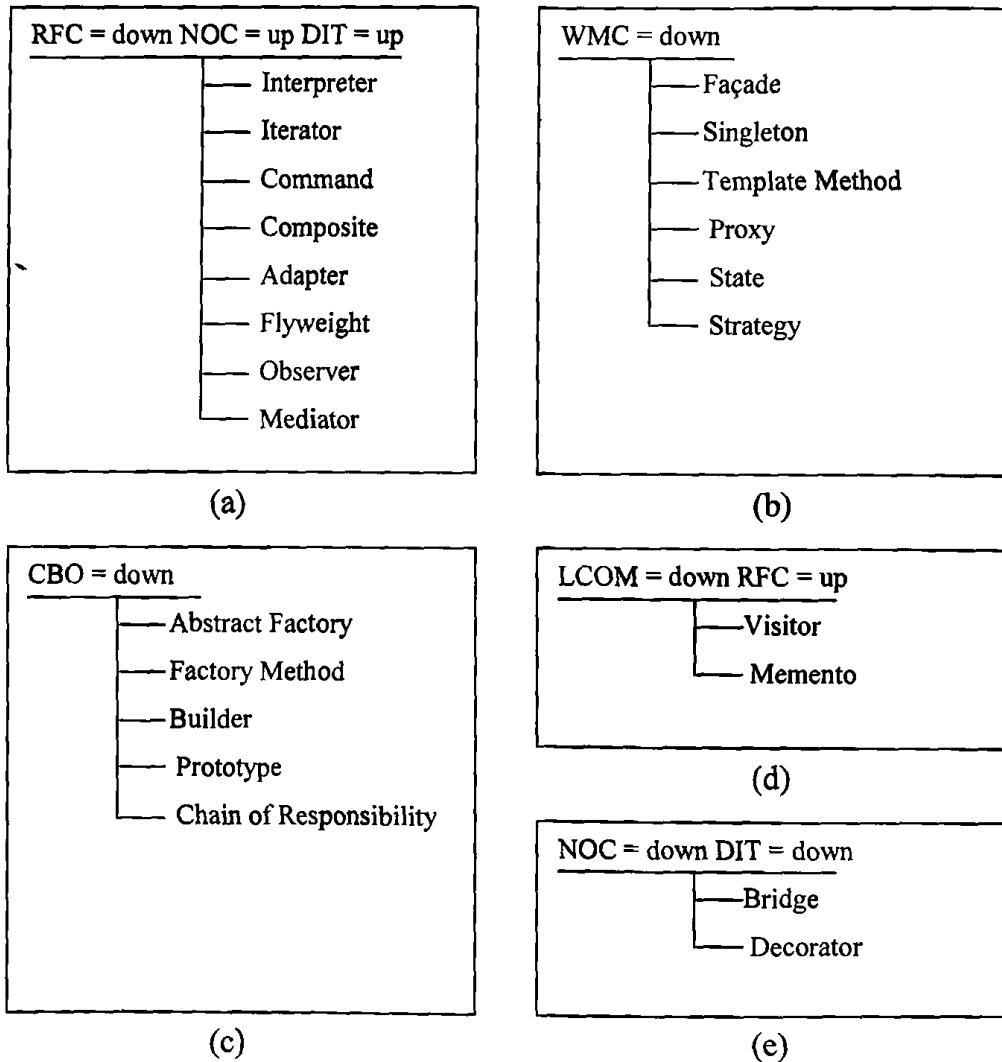 RFC = down NOC = up DIT = up
Interpreter
Iterator
Command
Composite
Adapter
Flyweight
Observer
Mediator
(a)
WMC = down
Façade
Singleton
Template Method
Proxy
State
Strategy
(b)
CBO = down
Abstract Factory
Factory Method
Builder
Prototype
Chain of Responsibility
(c)
LCOM = down RFC = up
Visitor
Memento
(d)
NOC = down DIT = down
Bridge
Decorator
(e)